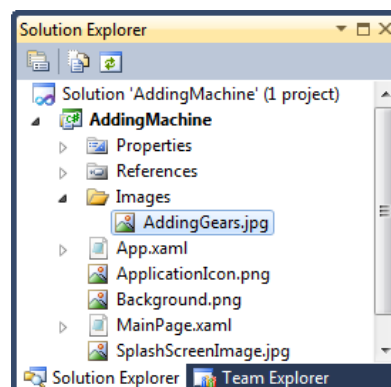 Solution Explorer
Solution 'AddingMachine' (1 project)
AddingMachine
Properties
References
Images
AddingGears.jpg
App.xaml
ApplicationIcon.png
Background.png
MainPage.xaml
SplashScreenImage.jpg
Solution Explorer Team Explorer